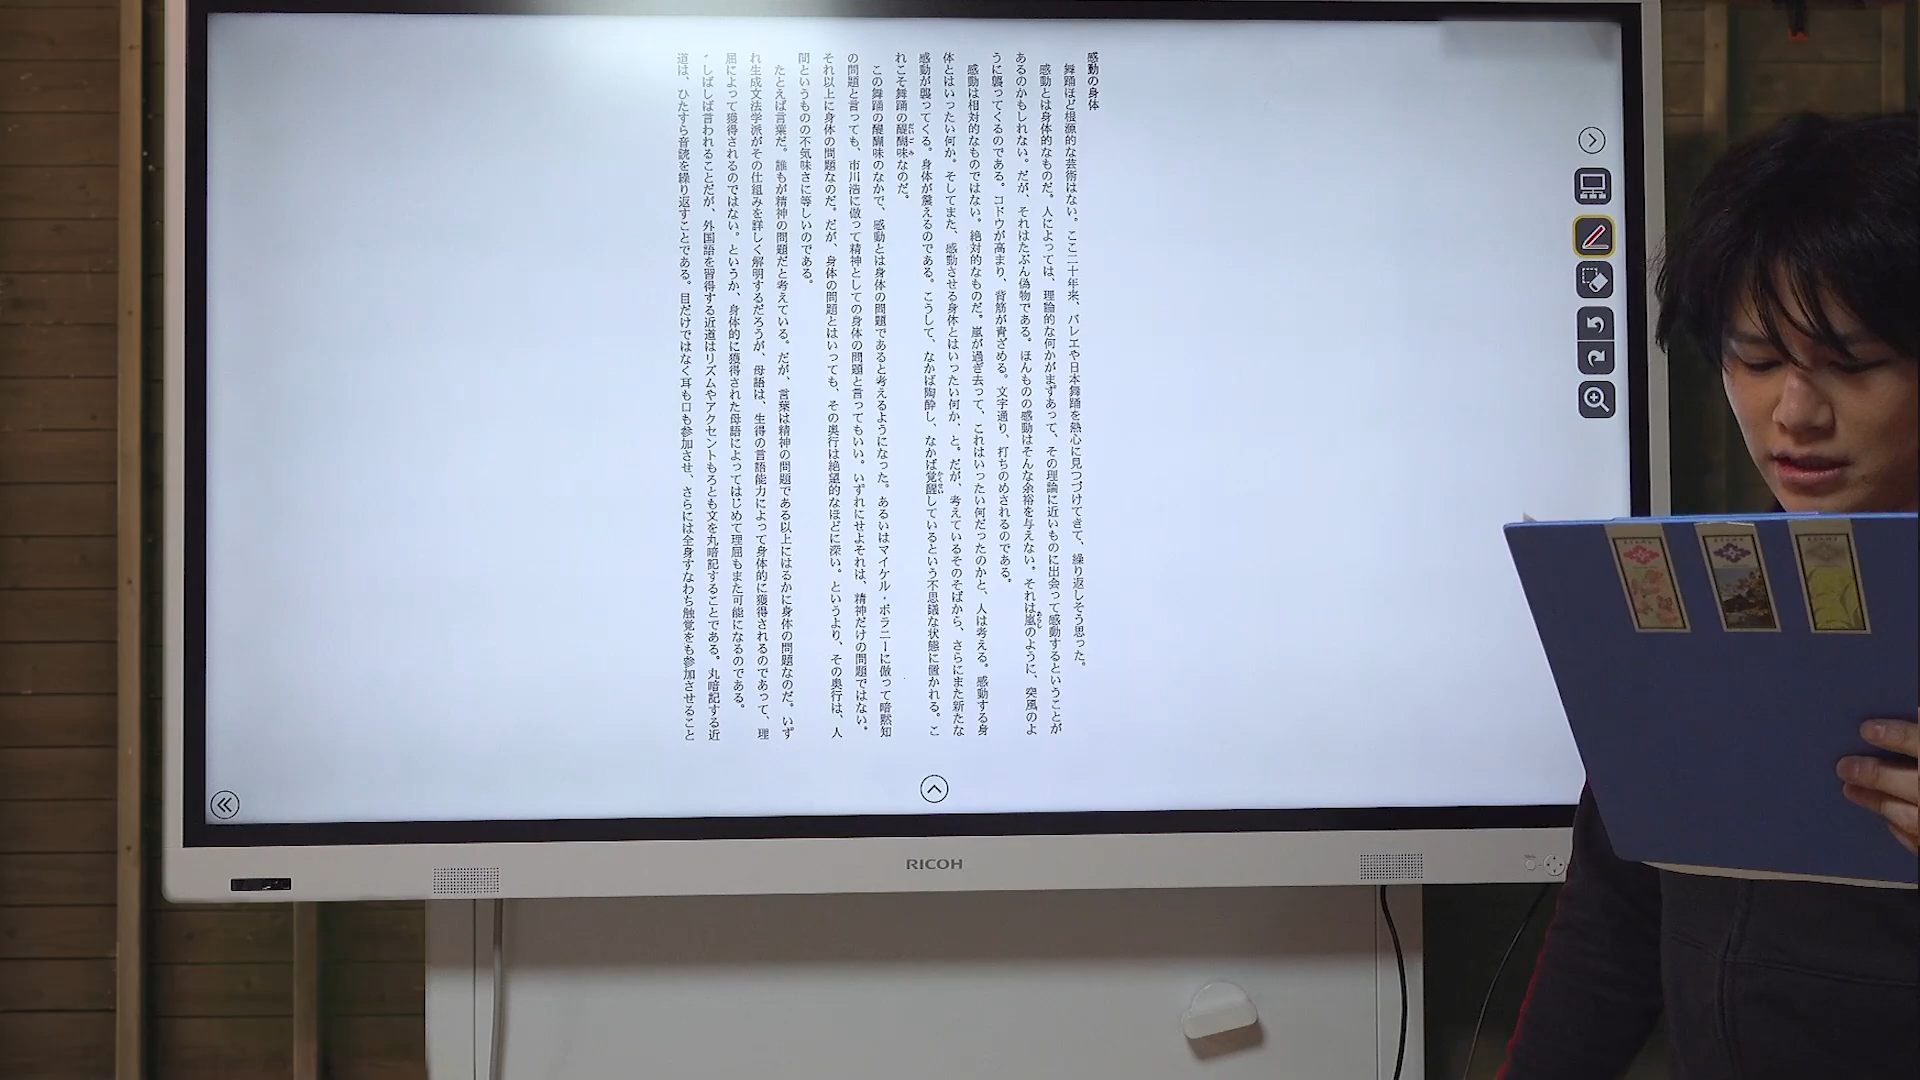 感動の身体
舞踊ほど根源的な芸術はない。ここ二十年来、バレエや日本舞踊を熱心に見つづけてきて、繰り返しそう思った。
感動とは身体的なものだ。人によっては、理論的な何かがまずあって、その理論に近いものに出会って感動するということが
あるのかもしれない。だが、それはたぶん偽物である。ほんものの感動はそんな余裕を与えない。それは嵐のように、突風のよ
うに襲ってくるのである。コドウが高まり、背筋が青ざめる。文字通り、打ちのめされるのである。
感動は相対的なものではない。絶対的なものだ。嵐が過ぎ去って、これはいったい何だったのかと、人は考える。感動する身
体とはいったい何か。そしてまた、感動させる身体とはいったい何か、と。だが、考えているそのそばから、さらにまた新たな
感動が襲ってくる。身体が震えるのである。こうして、なかば陶酔し、なかば覚醒しているという不思議な状態に置かれる。こ
れこそ舞踊の醍醐味なのだ。
この舞踊の醍醐味のなかで、感動とは身体の問題であると考えるようになった。あるいはマイケル・ポラニーに倣って暗黙知
の問題と言っても、市川浩に倣って精神としての身体の問題と言ってもいい。いずれにせよそれは、精神だけの問題ではない。
それ以上に身体の問題なのだ。だが、身体の問題とはいっても、その奥行は絶望的なほどに深い。というより、その奥行は、人
間というものの不気味さに等しいのである。
たとえば言葉だ。誰もが精神の問題だと考えている。だが、言葉は精神の問題である以上にはるかに身体の問題なのだ。いず
れ生成文法学派がその仕組みを詳しく解明するだろうが、母語は、生得の言語能力によって身体的に獲得されるのであって、理
屈によって獲得されるのではない。というか、身体的に獲得された母語によってはじめて理屈もまた可能になるのである。
しばしば言われることだが、外国語を習得する近道はリズムやアクセントもろとも文を丸暗記することである。丸暗記する近
道は、ひたすら音読を繰り返すことである。目だけではなく耳も口も参加させ、さらには全身すなわち触覚をも参加させること
RICOH